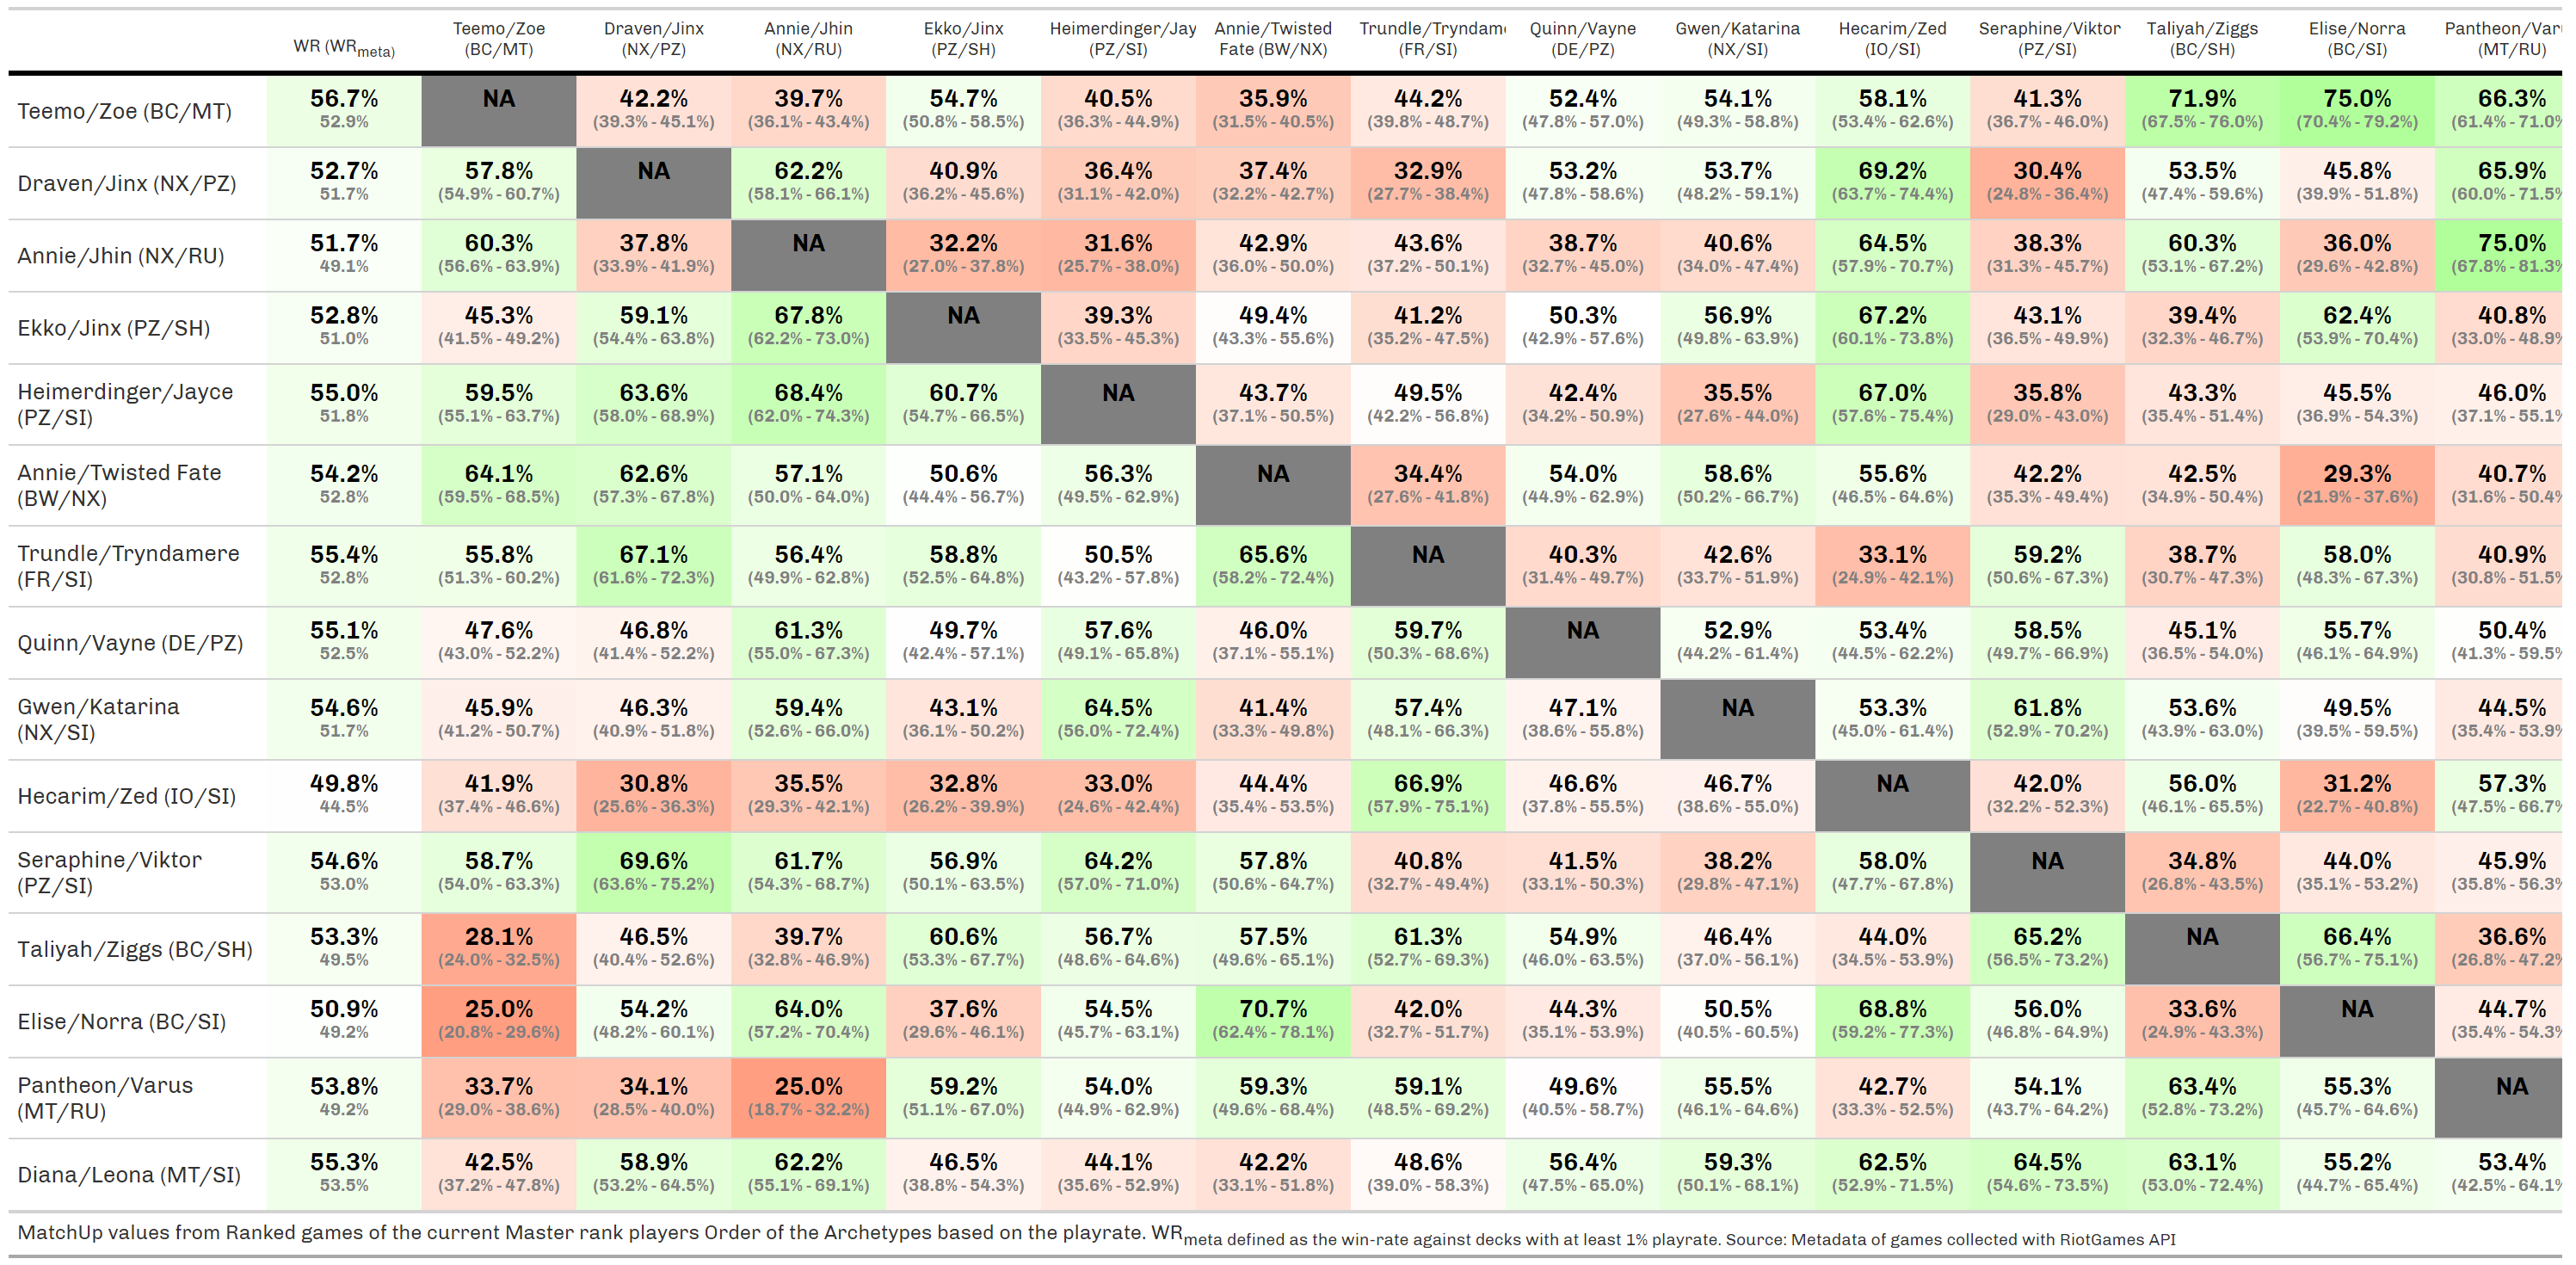 WR (WRmeta) Teemo/Zoe (BC/MT) Draven/Jinx (NX/PZ) Annie/Jhin (NX/RU) Ekko/Jinx (PZ/SH) Heimerdinger/Jay (PZ/SI) Annie/Twisted Fate (BW/NX) Trundle/Tryndame (FR/SI) Quinn/Vayne (DE/PZ) Gwen/Katarina (NX/SI) Hecarim/Zed (IO/SI) Seraphine/Viktor (PZ/SI) Taliyah/Ziggs (BC/SH) Elise/Norra (BC/SI) Pantheon/Var (MT/RU)
Teemo/Zoe (BC/MT) 56.7% NA 42.2% 39.7% 54.7% 40.5% 35.9% 44.2% 52.4% 54.1% 58.1% 41.3% 71.9% 75.0% 66.3%
52.9% (39.3% - 45.1%) (36.1% - 43.4%) (50.8% - 58.5%) (36.3% - 44.9%) (31.5% - 40.5%) (39.8% - 48.7%) (47.8% - 57.0%) (49.3% - 58.8%) (53.4% - 62.6%) (36.7% - 46.0%) (67.5% - 76.0%) (70.4% - 79.2%) (61.4% - 71.0%
Draven/Jinx (NX/PZ) 52.7% 57.8% NA 62.2% 40.9% 36.4% 37.4% 32.9% 53.2% 53.7% 69.2% 30.4% 53.5% 45.8% 65.9%
51.7% (54.9% - 60.7%) (58.1% - 66.1%) (36.2% - 45.6%) (31.1% - 42.0%) (32.2% - 42.7%) (27.7% - 38.4%) (47.8% - 58.6%) (48.2% - 59.1%) (63.7% - 74.4%) (24.8% - 36.4%) (47.4% - 59.6%) (39.9% - 51.8%) (60.0% - 71.5%
Annie/Jhin (NX/RU) 51.7% 60.3% 37.8% NA 32.2% 31.6% 42.9% 43.6% 38.7% 40.6% 64.5% 38.3% 60.3% 36.0% 75.0%
49.1% (56.6% - 63.9%) (33.9% - 41.9%) (27.0% - 37.8%) (25.7% - 38.0%) (36.0% - 50.0%) (37.2% - 50.1%) (32.7% - 45.0%) (34.0% - 47.4%) (57.9% - 70.7%) (31.3% - 45.7%) (53.1% - 67.2%) (29.6% - 42.8%) (67.8% - 81.3%
Ekko/Jinx (PZ/SH) 52.8% 45.3% 59.1% 67.8% NA 39.3% 49.4% 41.2% 50.3% 56.9% 67.2% 43.1% 39.4% 62.4% 40.8%
51.0% (41.5% - 49.2%) (54.4% - 63.8%) (62.2% - 73.0%) (33.5% - 45.3%) (43.3% - 55.6%) (35.2% - 47.5%) (42.9% - 57.6%) (49.8% - 63.9%) (60.1% - 73.8%) (36.5% - 49.9%) (32.3% - 46.7%) (53.9% - 70.4%) (33.0% - 48.9%
Heimerdinger/Jayce (PZ/SI) 55.0% 59.5% 63.6% 68.4% 60.7% NA 43.7% 49.5% 42.4% 35.5% 67.0% 35.8% 43.3% 45.5% 46.0%
51.8% (55.1% - 63.7%) (58.0% - 68.9%) (62.0% - 74.3%) (54.7% - 66.5%) (37.1% - 50.5%) (42.2% - 56.8%) (34.2% - 50.9%) (27.6% - 44.0%) (57.6% - 75.4%) (29.0% - 43.0%) (35.4% - 51.4%) (36.9% - 54.3%) (37.1% - 55.1%
Annie/Twisted Fate (BW/NX) 54.2% 64.1% 62.6% 57.1% 50.6% 56.3% NA 34.4% 54.0% 58.6% 55.6% 42.2% 42.5% 29.3% 40.7%
52.8% (59.5% - 68.5%) (57.3% - 67.8%) (50.0% - 64.0%) (44.4% - 56.7%) (49.5% - 62.9%) (27.6% - 41.8%) (44.9% - 62.9%) (50.2% - 66.7%) (46.5% - 64.6%) (35.3% - 49.4%) (34.9% - 50.4%) (21.9% - 37.6%) (31.6% - 50.4%
Trundle/Tryndamere (FR/SI) 55.4% 55.8% 67.1% 56.4% 58.8% 50.5% 65.6% NA 40.3% 42.6% 33.1% 59.2% 38.7% 58.0% 40.9%
52.8% (51.3% - 60.2%) (61.6% - 72.3%) (49.9% - 62.8%) (52.5% - 64.8%) (43.2% - 57.8%) (58.2% - 72.4%) (31.4% - 49.7%) (33.7% - 51.9%) (24.9% - 42.1%) (50.6% - 67.3%) (30.7% - 47.3%) (48.3% - 67.3%) (30.8% - 51.5%
Quinn/Vayne (DE/PZ) 55.1% 47.6% 46.8% 61.3% 49.7% 57.6% 46.0% 59.7% NA 52.9% 53.4% 58.5% 45.1% 55.7% 50.4%
52.5% (43.0% - 52.2%) (41.4% - 52.2%) (55.0% - 67.3%) (42.4% - 57.1%) (49.1% - 65.8%) (37.1% - 55.1%) (50.3% - 68.6%) (44.2% - 61.4%) (44.5% - 62.2%) (49.7% - 66.9%) (36.5% - 54.0%) (46.1% - 64.9%) (41.3% - 59.5%
Gwen/Katarina (NX/SI) 54.6% 45.9% 46.3% 59.4% 43.1% 64.5% 41.4% 57.4% 47.1% NA 53.3% 61.8% 53.6% 49.5% 44.5%
51.7% (41.2% - 50.7%) (40.9% - 51.8%) (52.6% - 66.0%) (36.1% - 50.2%) (56.0% - 72.4%) (33.3% - 49.8%) (48.1% - 66.3%) (38.6% - 55.8%) (45.0% - 61.4%) (52.9% - 70.2%) (43.9% - 63.0%) (39.5% - 59.5%) (35.4% - 53.9%
Hecarim/Zed (IO/SI) 49.8% 41.9% 30.8% 35.5% 32.8% 33.0% 44.4% 66.9% 46.6% 46.7% NA 42.0% 56.0% 31.2% 57.3%
44.5% (37.4% - 46.6%) (25.6% - 36.3%) (29.3% - 42.1%) (26.2% - 39.9%) (24.6% - 42.4%) (35.4% - 53.5%) (57.9% - 75.1%) (37.8% - 55.5%) (38.6% - 55.0%) (32.2% - 52.3%) (46.1% - 65.5%) (22.7% - 40.8%) (47.5% - 66.7%
Seraphine/Viktor (PZ/SI) 54.6% 58.7% 69.6% 61.7% 56.9% 64.2% 57.8% 40.8% 41.5% 38.2% 58.0% NA 34.8% 44.0% 45.9%
53.0% (54.0% - 63.3%) (63.6% - 75.2%) (54.3% - 68.7%) (50.1% - 63.5%) (57.0% - 71.0%) (50.6% - 64.7%) (32.7% - 49.4%) (33.1% - 50.3%) (29.8% - 47.1%) (47.7% - 67.8%) (26.8% - 43.5%) (35.1% - 53.2%) (35.8% - 56.3%
Taliyah/Ziggs (BC/SH) 53.3% 28.1% 46.5% 39.7% 60.6% 56.7% 57.5% 61.3% 54.9% 46.4% 44.0% 65.2% NA 66.4% 36.6%
49.5% (24.0% - 32.5%) (40.4% - 52.6%) (32.8% - 46.9%) (53.3% - 67.7%) (48.6% - 64.6%) (49.6% - 65.1%) (52.7% - 69.3%) (46.0% - 63.5%) (37.0% - 56.1%) (34.5% - 53.9%) (56.5% - 73.2%) (56.7% - 75.1%) (26.8% - 47.2%
Elise/Norra (BC/SI) 50.9% 25.0% 54.2% 64.0% 37.6% 54.5% 70.7% 42.0% 44.3% 50.5% 68.8% 56.0% 33.6% NA 44.7%
49.2% (20.8% - 29.6%) (48.2% - 60.1%) (57.2% - 70.4%) (29.6% - 46.1%) (45.7% - 63.1%) (62.4% - 78.1%) (32.7% - 51.7%) (35.1% - 53.9%) (40.5% - 60.5%) (59.2% - 77.3%) (46.8% - 64.9%) (24.9% - 43.3%) (35.4% - 54.3%
Pantheon/Varus (MT/RU) 53.8% 33.7% 34.1% 25.0% 59.2% 54.0% 59.3% 59.1% 49.6% 55.5% 42.7% 54.1% 63.4% 55.3% NA
49.2% (29.0% - 38.6%) (28.5% - 40.0%) (18.7% - 32.2%) (51.1% - 67.0%) (44.9% - 62.9%) (49.6% - 68.4%) (48.5% - 69.2%) (40.5% - 58.7%) (46.1% - 64.6%) (33.3% - 52.5%) (43.7% - 64.2%) (52.8% - 73.2%) (45.7% - 64.6%)
Diana/Leona (MT/SI) 55.3% 42.5% 58.9% 62.2% 46.5% 44.1% 42.2% 48.6% 56.4% 59.3% 62.5% 64.5% 63.1% 55.2% 53.4%
53.5% (37.2% - 47.8%) (53.2% - 64.5%) (55.1% - 69.1%) (38.8% - 54.3%) (35.6% - 52.9%) (33.1% - 51.8%) (39.0% - 58.3%) (47.5% - 65.0%) (50.1% - 68.1%) (52.9% - 71.5%) (54.6% - 73.5%) (53.0% - 72.4%) (44.7% - 65.4%) (42.5% - 64.1%
MatchUp values from Ranked games of the current Master rank players Order of the Archetypes based on the playrate. WRmeta defined as the win-rate against decks with at least 1% playrate. Source: Metadata of games collected with RiotGames API